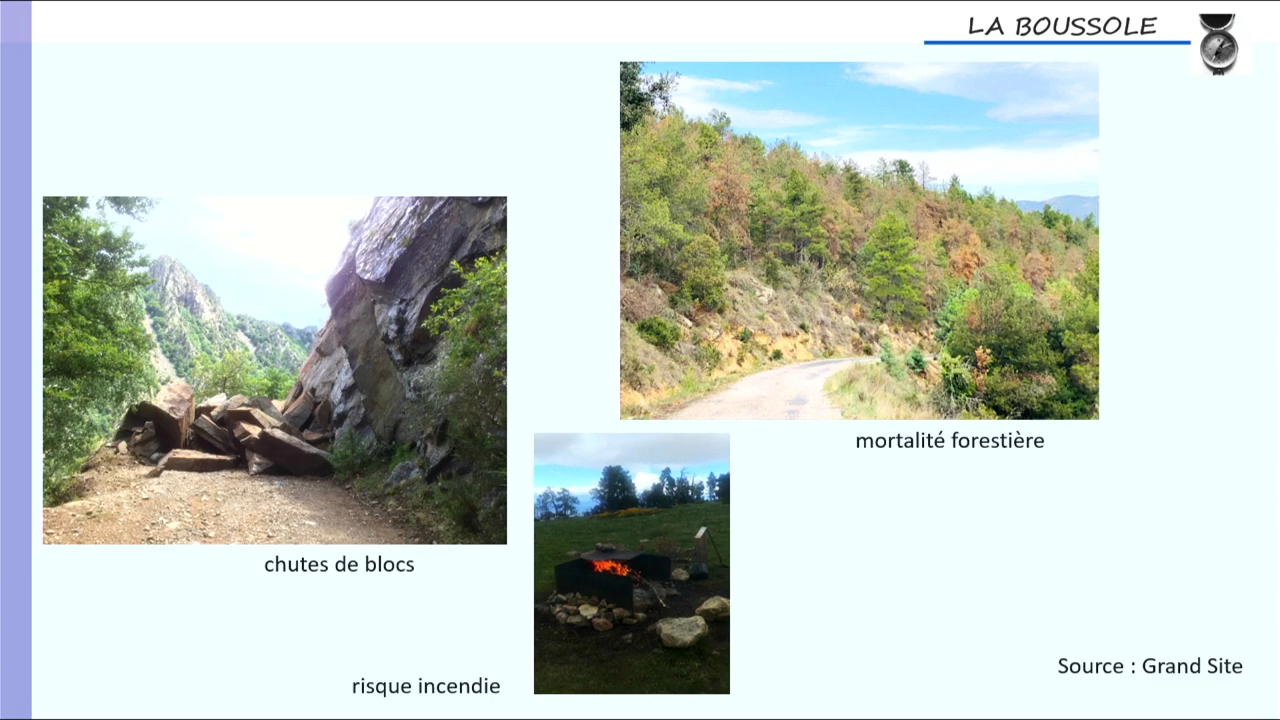 LA BOUSSOLE
mortalité forestière
chutes de blocs
risque incendie
Source : Grand Site